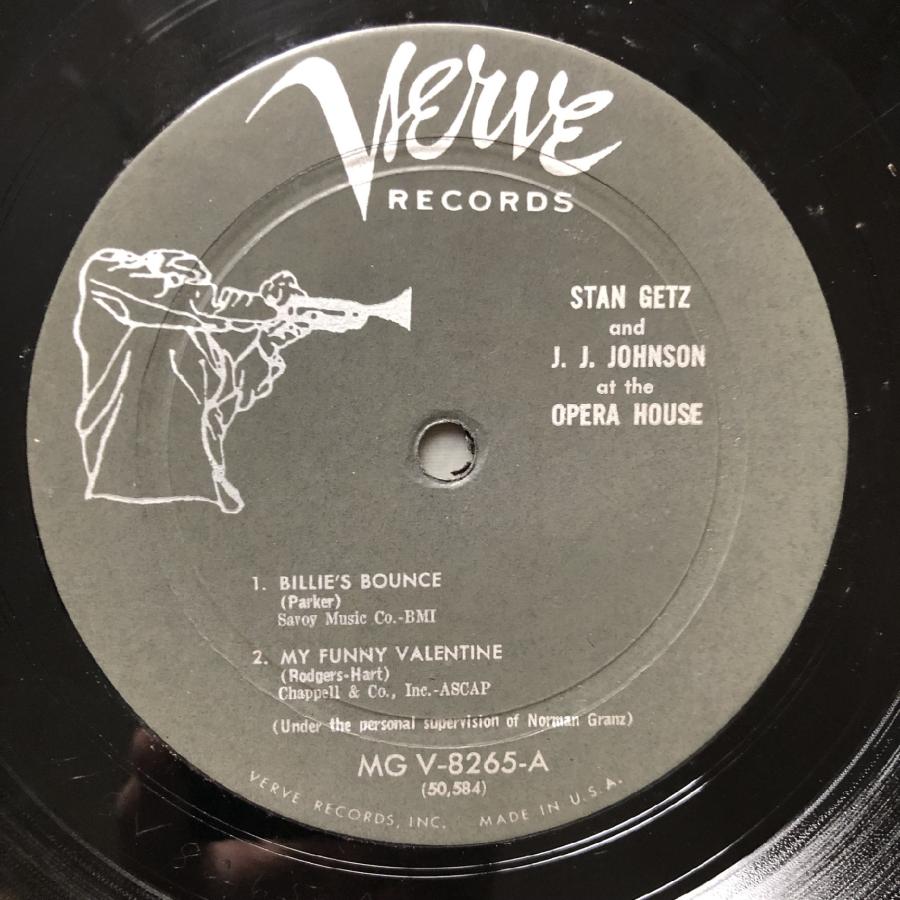 Verve
RECORDS
STAN GETZ
and
J. J. JOHNSON
at the
OPERA HOUSE
1. BILLIE'S BOUNCE
(Parker)
Savoy Music Co.-BMI
2. MY FUNNY VALENTINE
(Rodgers-Hart)
Chappell & Co., Inc.-ASCAP
(Under the personal supervision of Norman Granz)
MG V-8265-A
(50,584)
VERVE RECORDS, INC. MADE IN U.S.A.